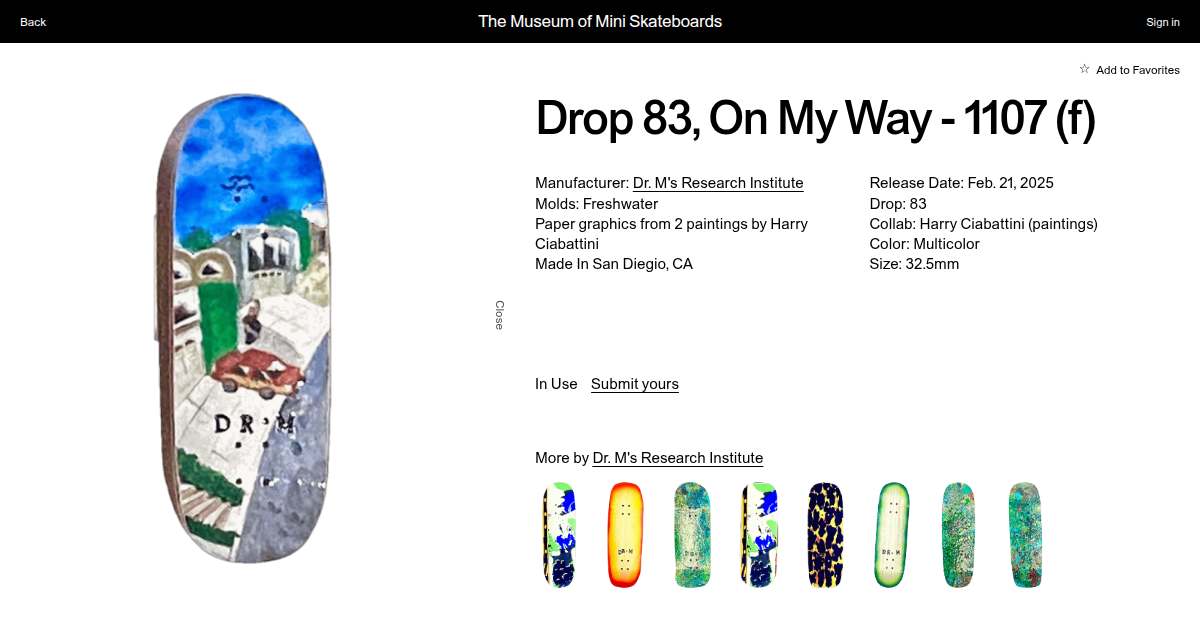 Back
The Museum of Mini Skateboards
Sign in
☆ Add to Favorites
Drop 83, On My Way - 1107 (f)
Manufacturer: Dr. M's Research Institute
Molds: Freshwater
Paper graphics from 2 paintings by Harry
Ciabattini
Made In San Diegio, CA
Release Date: Feb. 21, 2025
Drop: 83
Collab: Harry Ciabattini (paintings)
Color: Multicolor
Size: 32.5mm
Close
DR·M
In Use
Submit yours
More by Dr. M's Research Institute
DR·M
DR·M